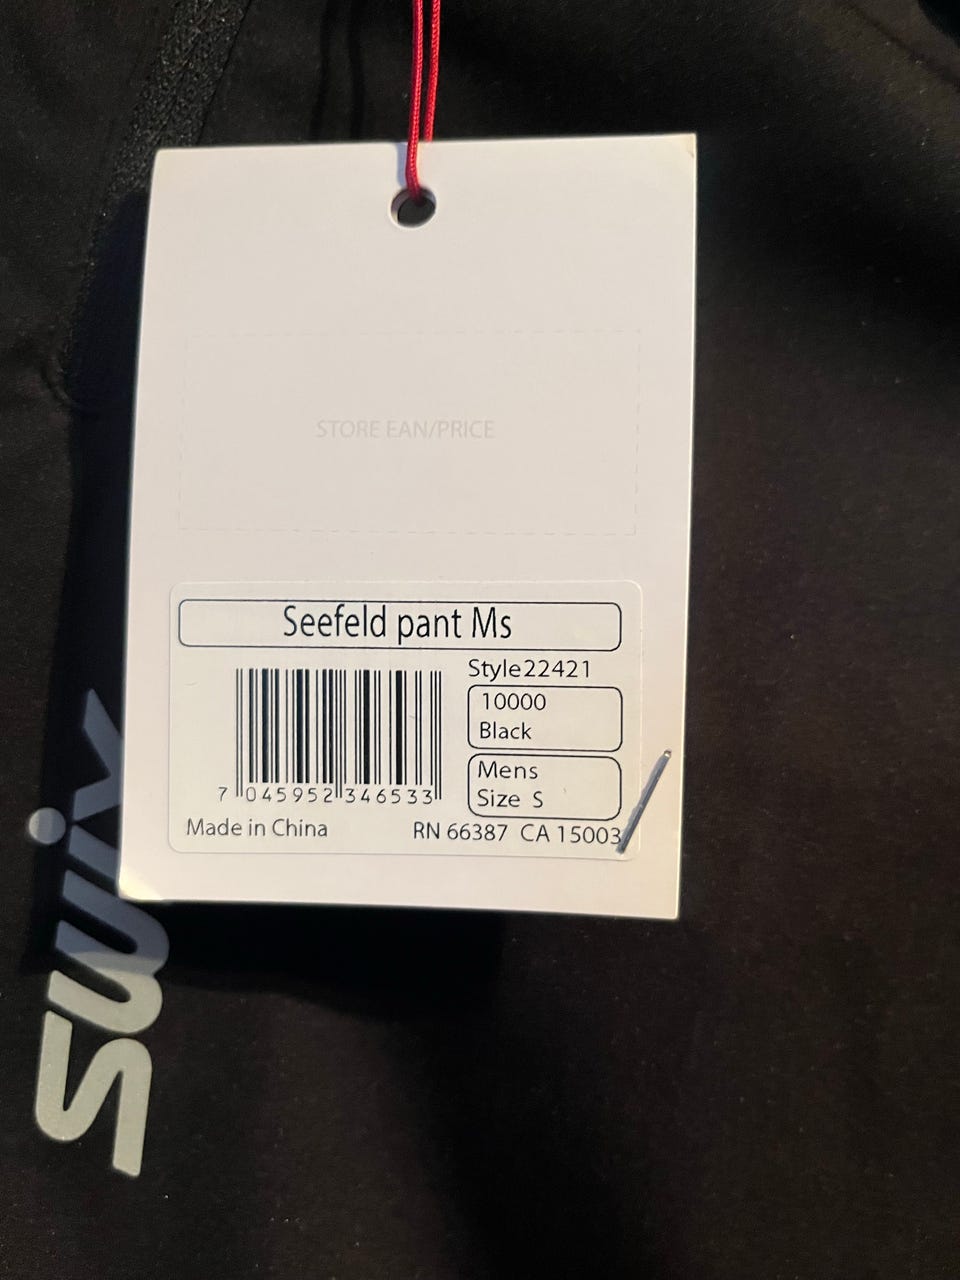 STORE EAN/PRICE
Seefeld pant Ms
Style22421
10000
Black
Mens
Size S
7 045952 346533
Made in China
RN 66387 CA 15003
swix